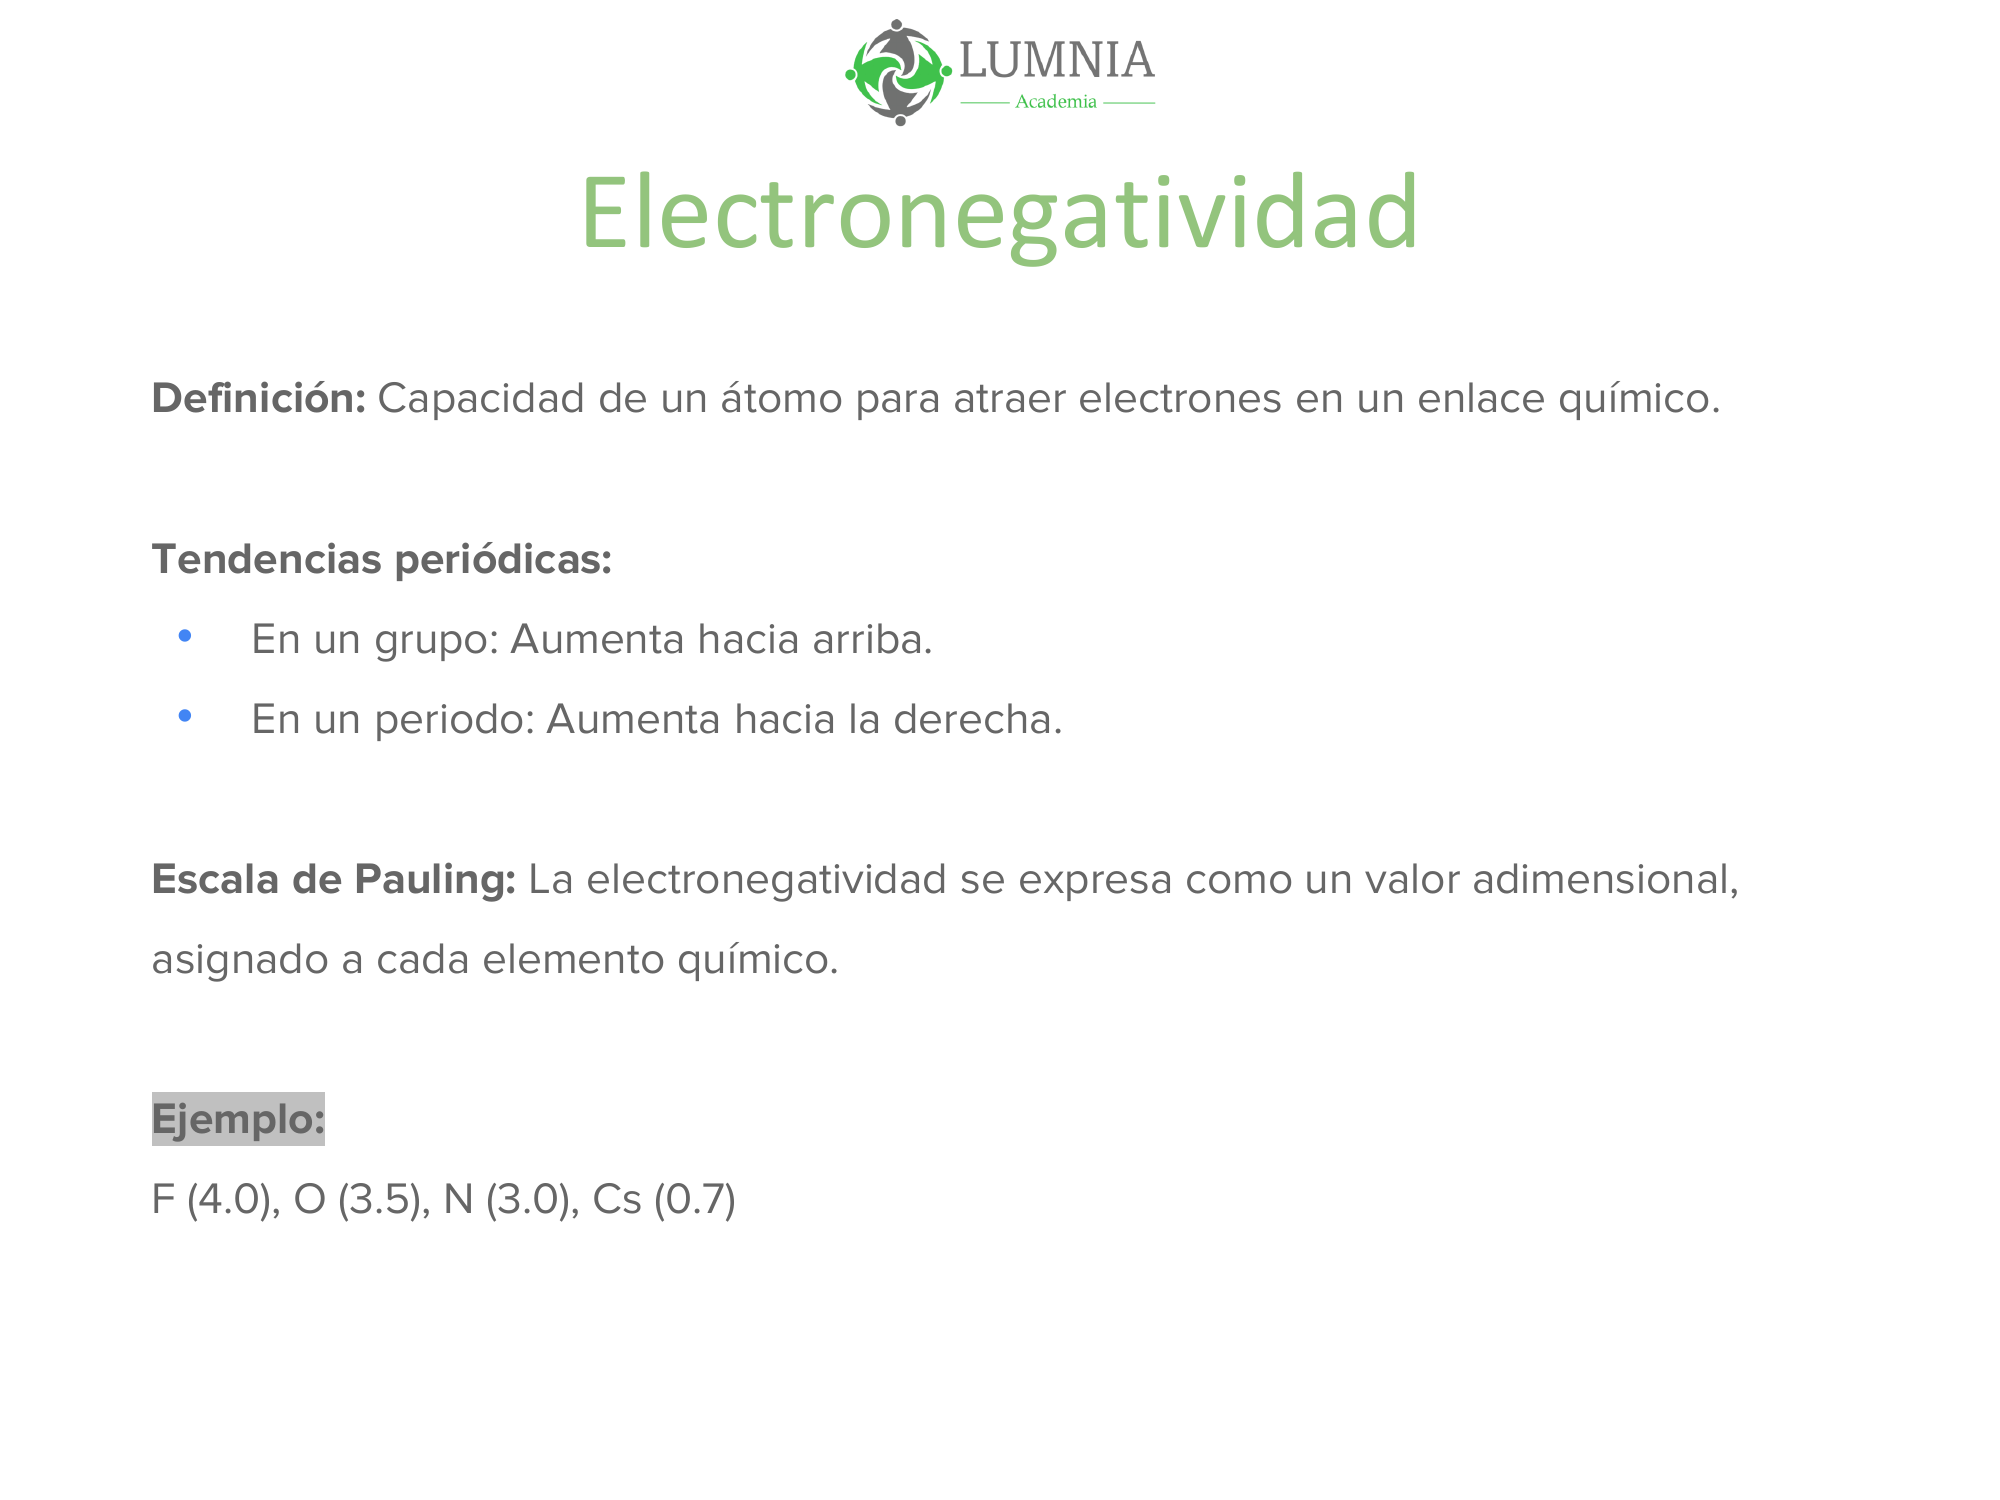 LUMNIA
Academia
Electronegatividad
Definición: Capacidad de un átomo para atraer electrones en un enlace químico.
Tendencias periódicas:
• En un grupo: Aumenta hacia arriba.
• En un periodo: Aumenta hacia la derecha.
Escala de Pauling: La electronegatividad se expresa como un valor adimensional,
asignado a cada elemento químico.
Ejemplo:
F (4.0), O (3.5), N (3.0), Cs (0.7)